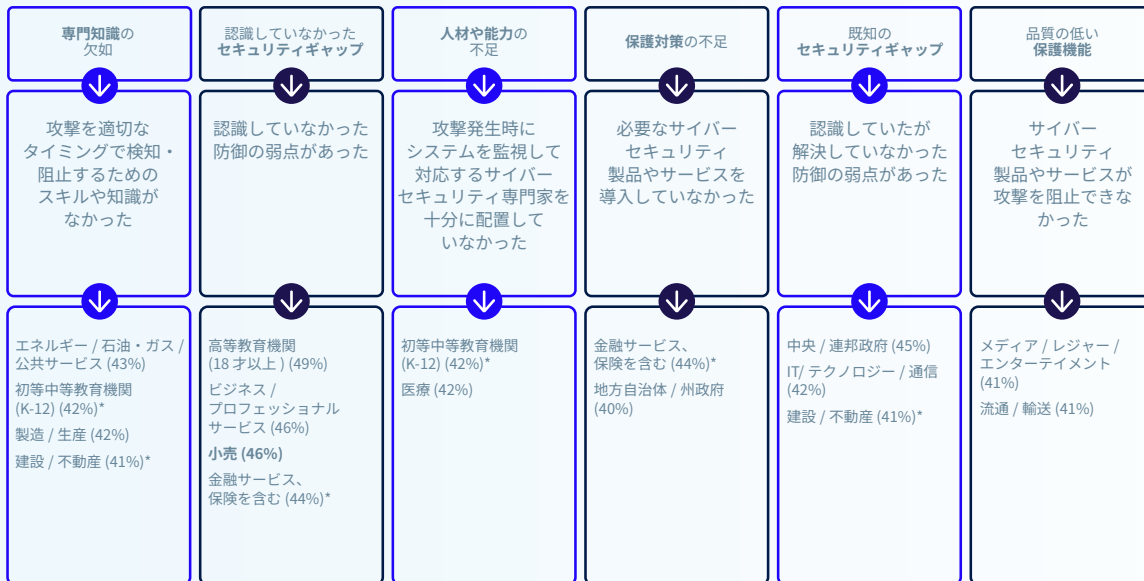 専門知識の
欠如
攻撃を適切な
タイミングで検知・
阻止するための
スキルや知識が
なかった
エネルギー / 石油・ガス /
公共サービス (43%)
初等中等教育機関
(K-12) (42%)*
製造 / 生産 (42%)
建設 / 不動産 (41%)*
認識していなかった
セキュリティギャップ
認識していなかった
防御の弱点があった
高等教育機関
(18 才以上 ) (49%)
ビジネス /
プロフェッショナル
サービス (46%)
小売 (46%)
金融サービス、
保険を含む (44%)*
人材や能力の
不足
攻撃発生時に
システムを監視して
対応するサイバー
セキュリティ専門家を
十分に配置して
いなかった
初等中等教育機関
(K-12) (42%)*
医療 (42%)
保護対策の不足
必要なサイバー
セキュリティ
製品やサービスを
導入していなかった
金融サービス、
保険を含む (44%)*
地方自治体 / 州政府
(40%)
既知の
セキュリティギャップ
認識していたが
解決していなかった
防御の弱点があった
中央 / 連邦政府 (45%)
IT/ テクノロジー / 通信
(42%)
建設 / 不動産 (41%)*
品質の低い
保護機能
サイバー
セキュリティ
製品やサービスが
攻撃を阻止できな
かった
メディア / レジャー /
エンターテイメント
(41%)
流通 / 輸送 (41%)